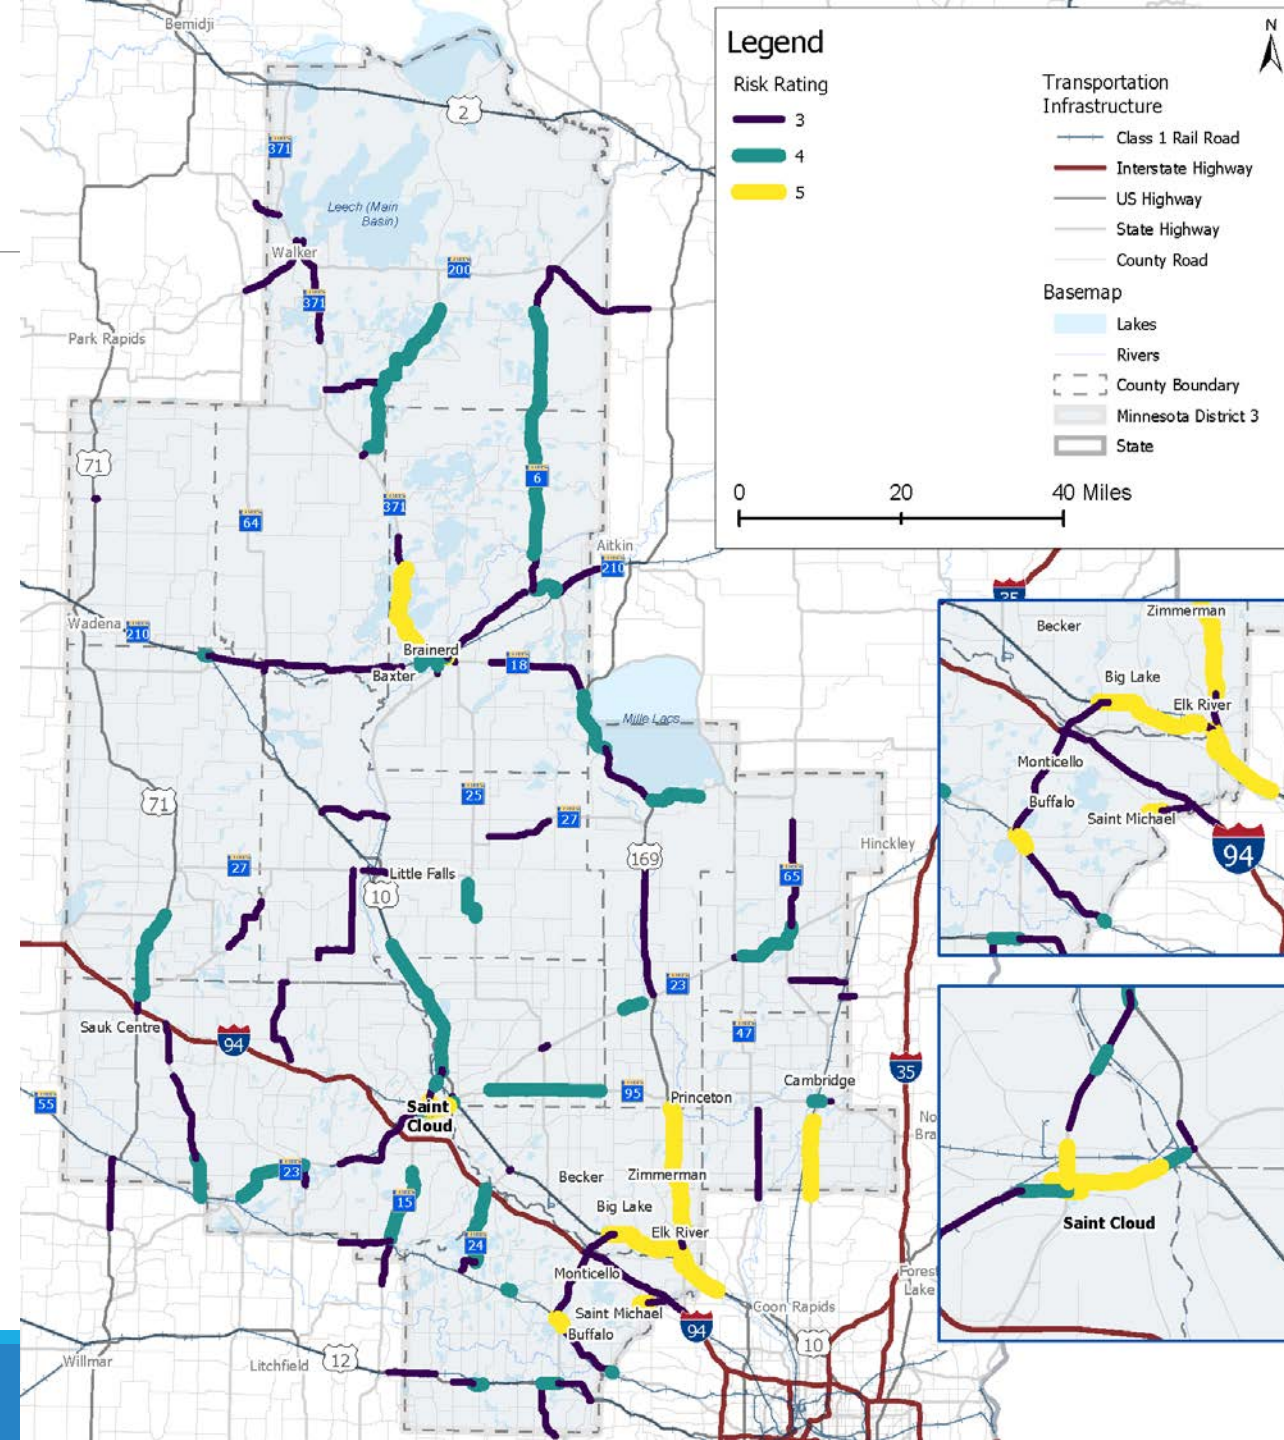 Bemidji
N
Legend
Risk Rating
3
4
5
Transportation
Infrastructure
Class 1 Rail Road
Interstate Highway
US Highway
State Highway
County Road
Basemap
Lakes
Rivers
County Boundary
Minnesota District 3
State
0 20 40 Miles
2
371
Leech (Main
Basin)
Walker
200
371
Park Rapids
71
6
371
64
Aitkin
210
Wadena
210
Brainerd
18
Baxter
Mille Lacs
71
25
27
169
Hinckley
27
Little Falls
65
10
23
Sauk Centre
94
47
35
35
Cambridge
55
95
Princeton
Saint
Cloud
No
Bra
23
Becker
Zimmerman
15
Big Lake
24
Elk River
Monticello
Forest
Lake
Saint Michael
Coon Rapids
94
Buffalo
10
Willmar
Litchfield
12
Zimmerman
Becker
Big Lake
Elk River
Monticello
Buffalo
Saint Michael
94
Saint Cloud